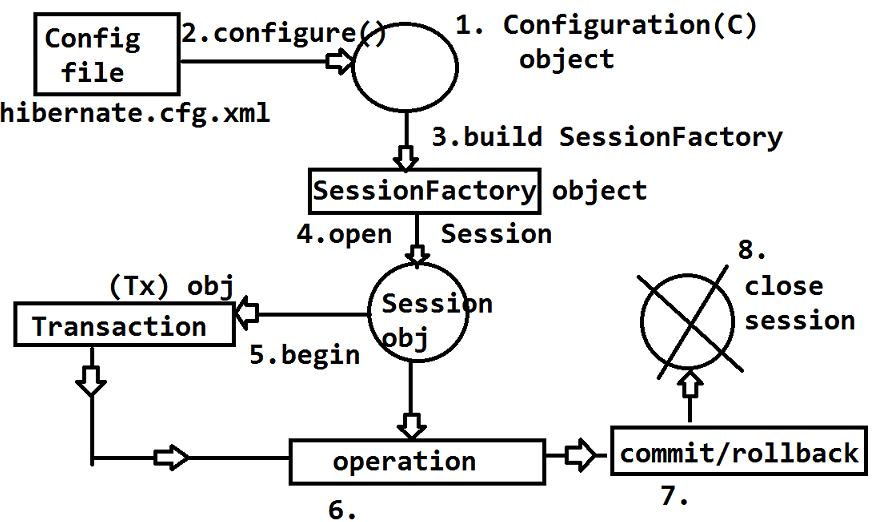 Config
file
hibernate.cfg.xml
2.configure()
1. Configuration(C)
object
3.build SessionFactory
SessionFactory object
4.open Session
(Tx) obj
Transaction
Session
obj
5.begin
operation
6.
commit/rollback
7.
8.
close
session